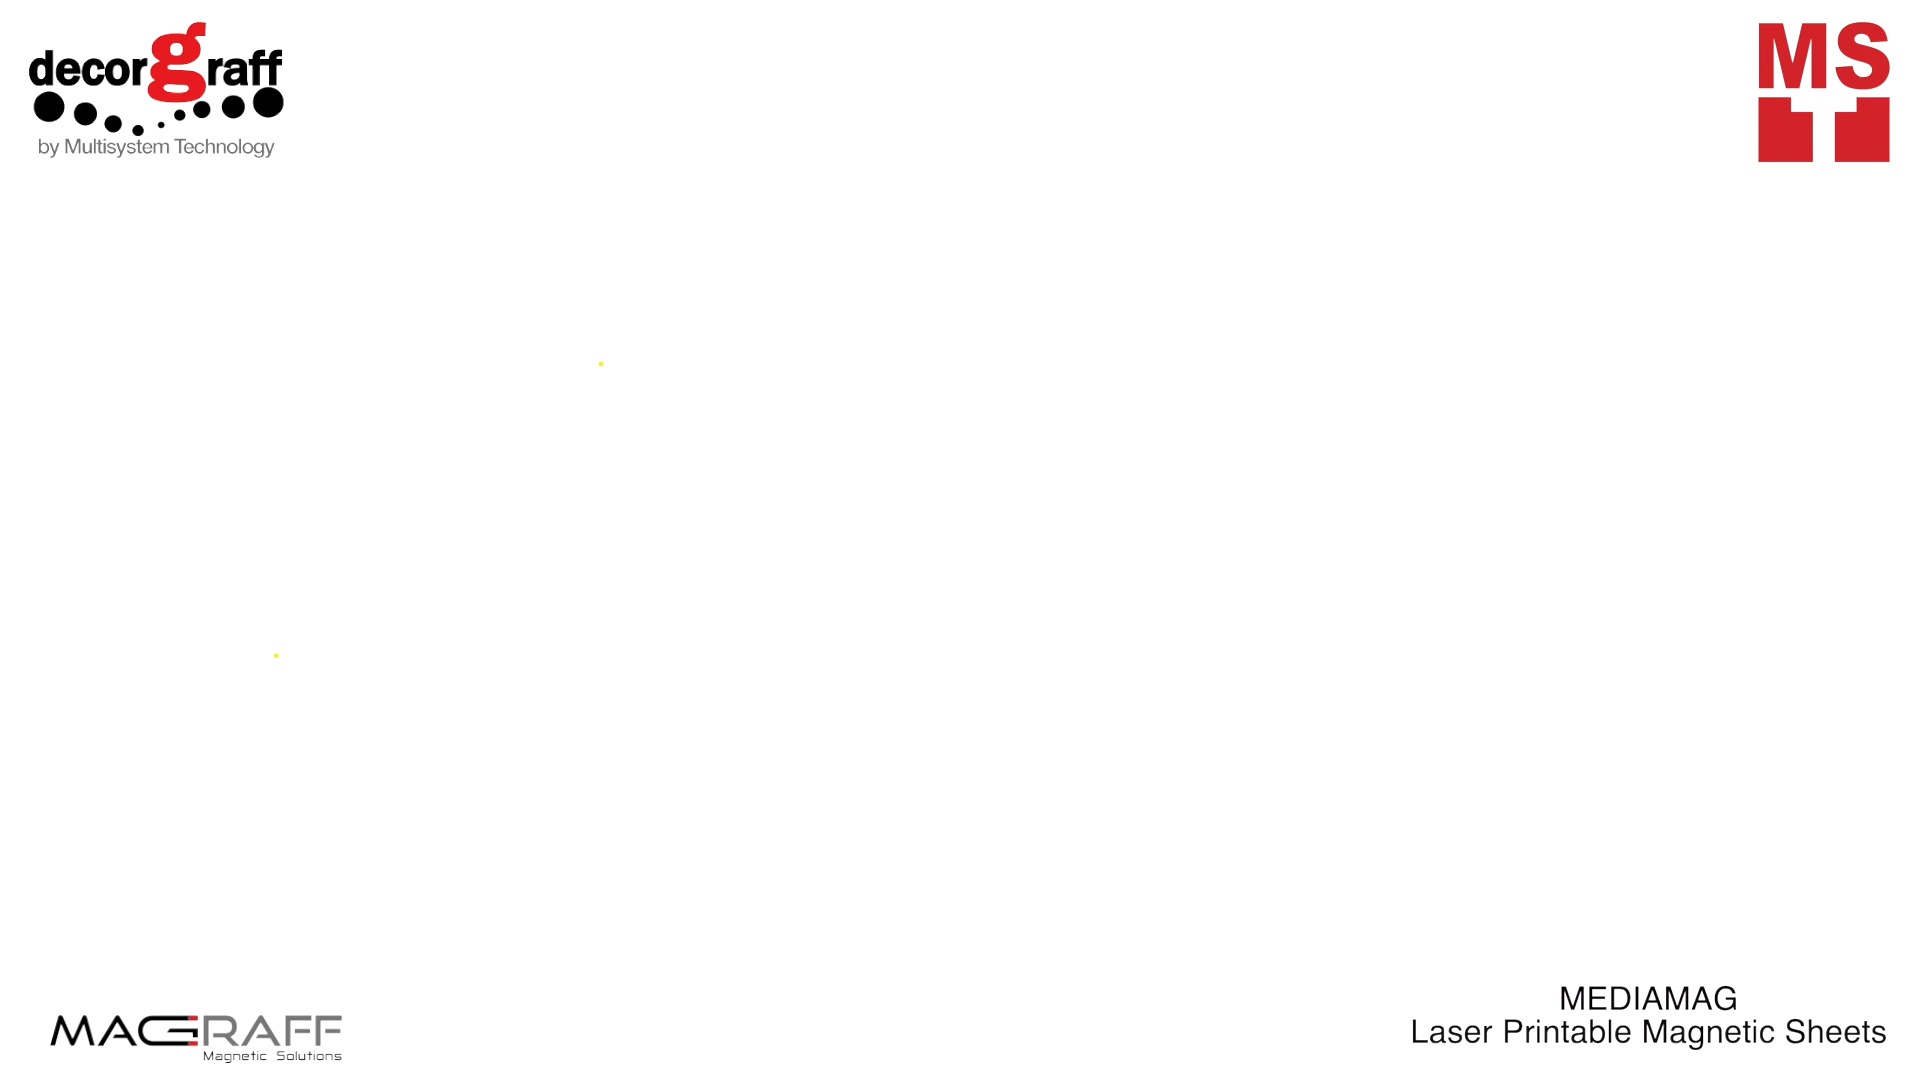 decorgraff
by Multisystem Technology
MS
T
MAGRAFF
Magnetic Solutions
MEDIAMAG
Laser Printable Magnetic Sheets